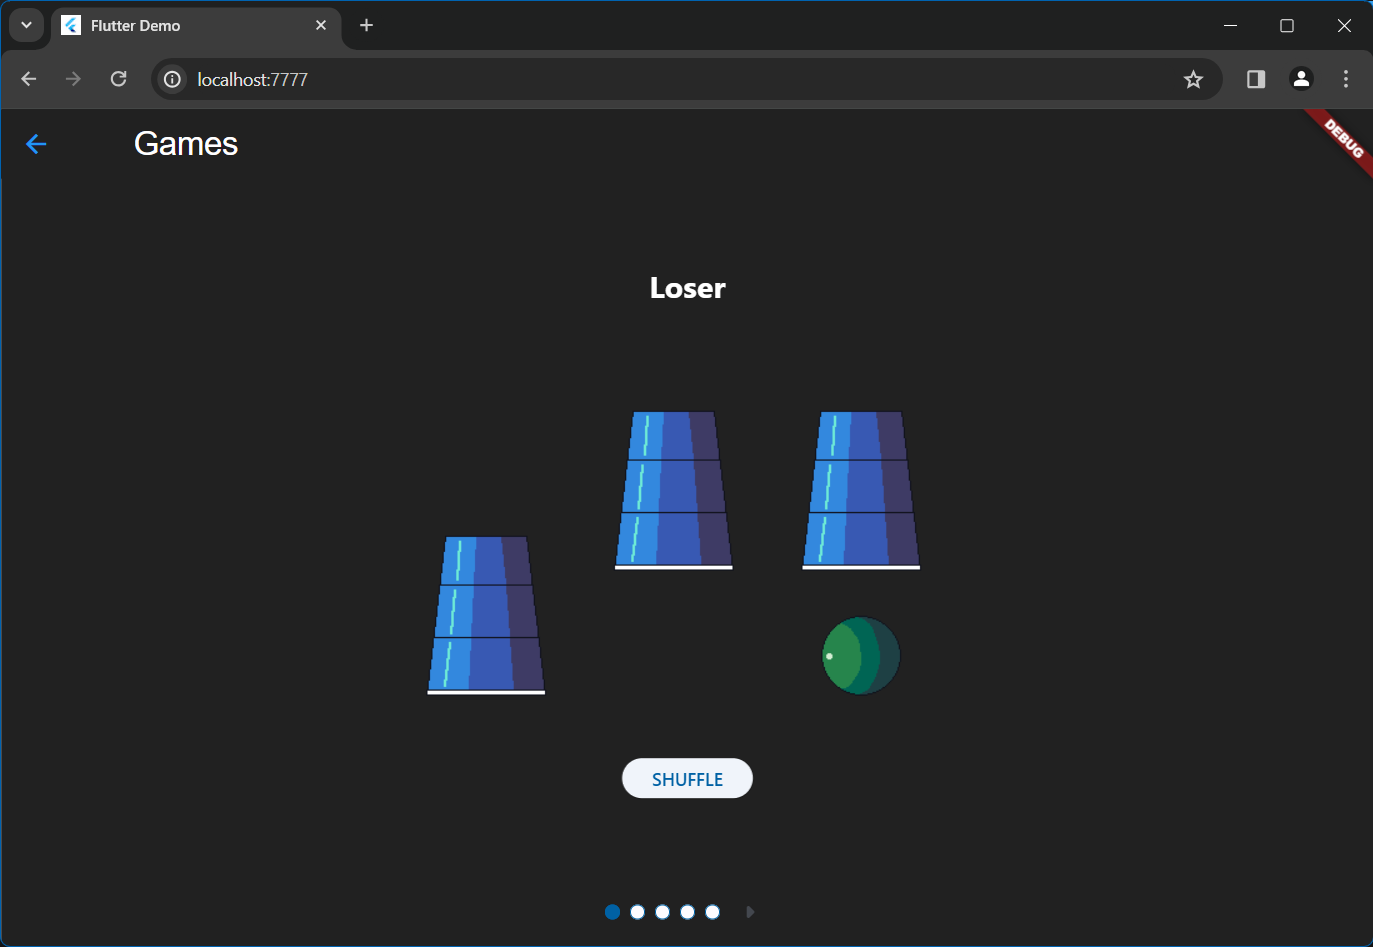 Flutter Demo
localhost:7777
Games
DEBUG
Loser
SHUFFLE